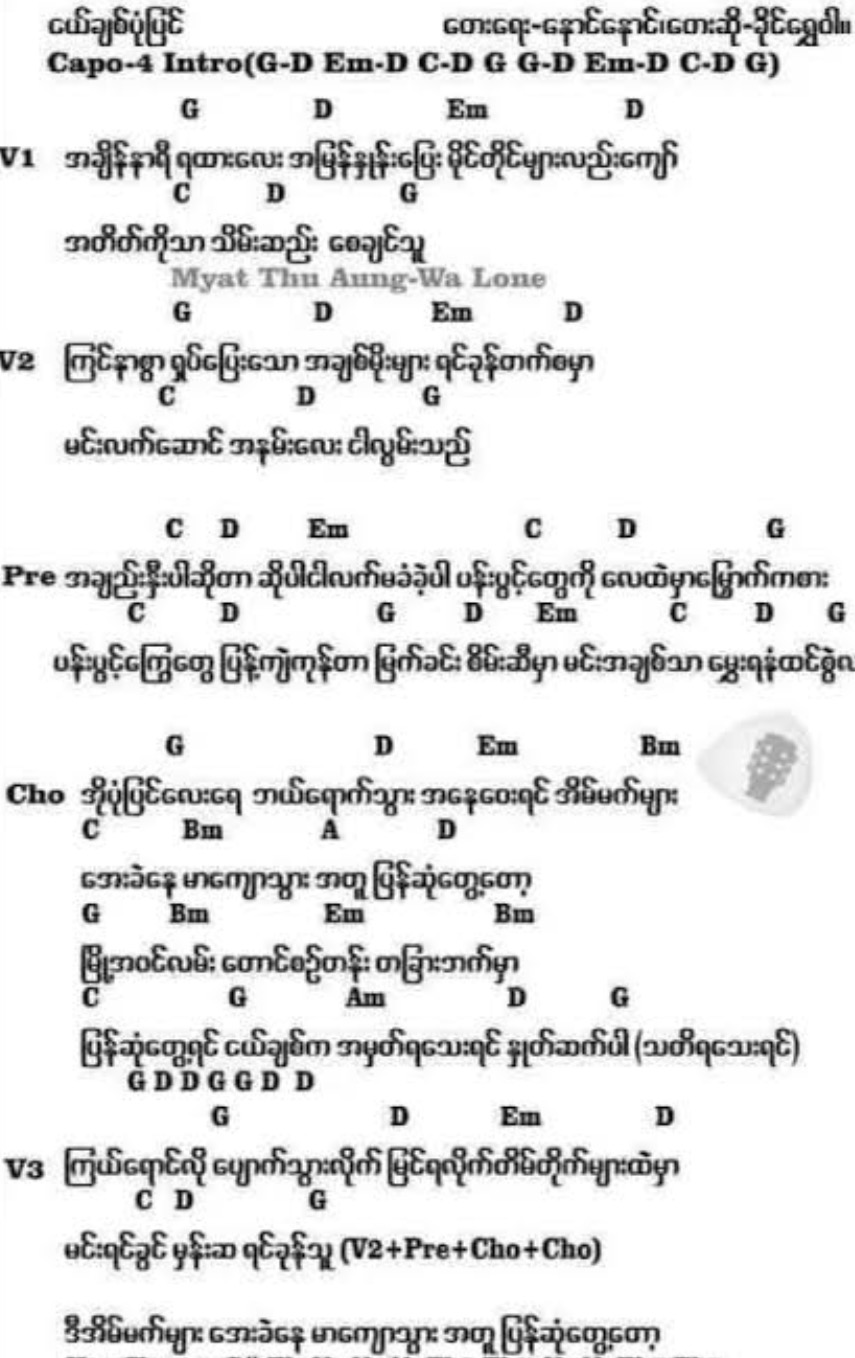 ငယ်ချစ်ပုံပြင် တေးရေး-နောင်နောင်၊တေးဆို-ခိုင်ရွှေဝါ။
Capo-4 Intro(G-D Em-D C-D G G-D Em-D C-D G)
G D Em D
V1 အချိန်နာရီ ရထားလေး အမြန်နှုန်းပြေး မိုင်တိုင်များလည်းကျော်
C D G
အတိတ်ကိုသာ သိမ်းဆည်း စေချင်သူ
Myat Thu Aung-Wa Lone
G D Em D
V2 ကြင်နာစွာ ရှုပ်ပြေးသော အချစ်မိုးများ ရင်ခုန်တက်စမှာ
C D G
မင်းလက်ဆောင် အနမ်းလေး ငါလွမ်းသည်
C D Em C D G
Pre အချည်းနှီးပါဆိုတာ ဆိုပါငါလက်မခံခဲ့ပါ ပန်းပွင့်တွေကို လေထဲမှာမြှောက်ကစား
C D G D Em C D G
ပန်းပွင့်ကြွေတွေ ပြန့်ကျဲကုန်တာ မြက်ခင်း စိမ်းဆီမှာ မင်းအချစ်သာ မွှေးရနံ့ထင်စွဲလ
G D Em Bm
Cho အိုပုံပြင်လေးရေ ဘယ်ရောက်သွား အနေဝေးရင် အိမ်မက်များ
C Bm A D
အေးခဲနေ မာကျောသွား အတူ ပြန်ဆုံတွေ့တော့
G Bm Em Bm
မြို့အဝင်လမ်း တောင်စဉ်တန်း တခြားဘက်မှာ
C G Am D G
ပြန်ဆုံတွေ့ရင် ငယ်ချစ်က အမှတ်ရသေးရင် နှုတ်ဆက်ပါ (သတိရသေးရင်)
G D D G G D D
G D Em D
V3 ကြယ်ရောင်လို ပျောက်သွားလိုက် မြင်ရလိုက်တိမ်တိုက်များထဲမှာ
C D G
မင်းရင်ခွင် မှန်းဆ ရင်ခုန်သူ (V2+Pre+Cho+Cho)
ဒီအိမ်မက်များ အေးခဲနေ မာကျောသွား အတူ ပြန်ဆုံတွေ့တော့